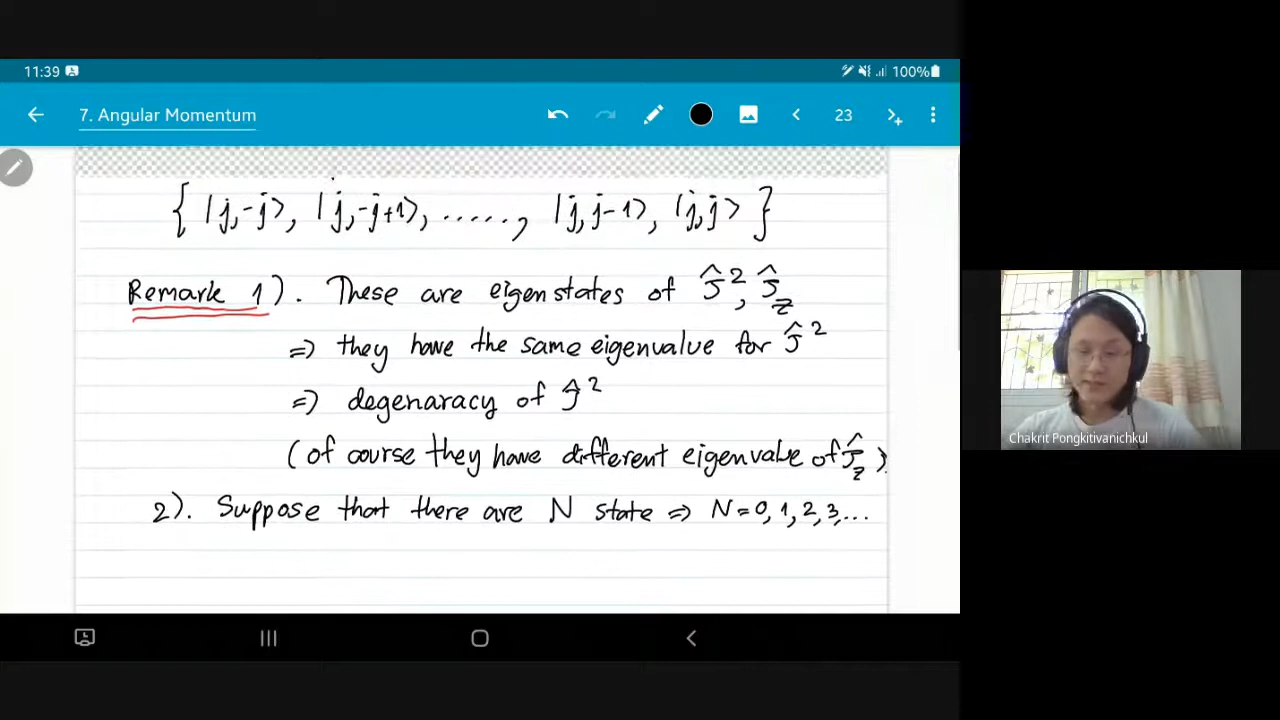 11:39 100%
7. Angular Momentum 23
{ |j,-j>, |j,-j+1>, ......, |j,j-1>, |j,j> }
Remark 1). These are eigenstates of Ĵ², Ĵz
=> they have the same eigenvalue for Ĵ²
=> degenaracy of Ĵ²
(of course they have different eigenvalue of Ĵz).
2). Suppose that there are N state => N = 0, 1, 2, 3,...
Chakrit Pongkitivanichkul